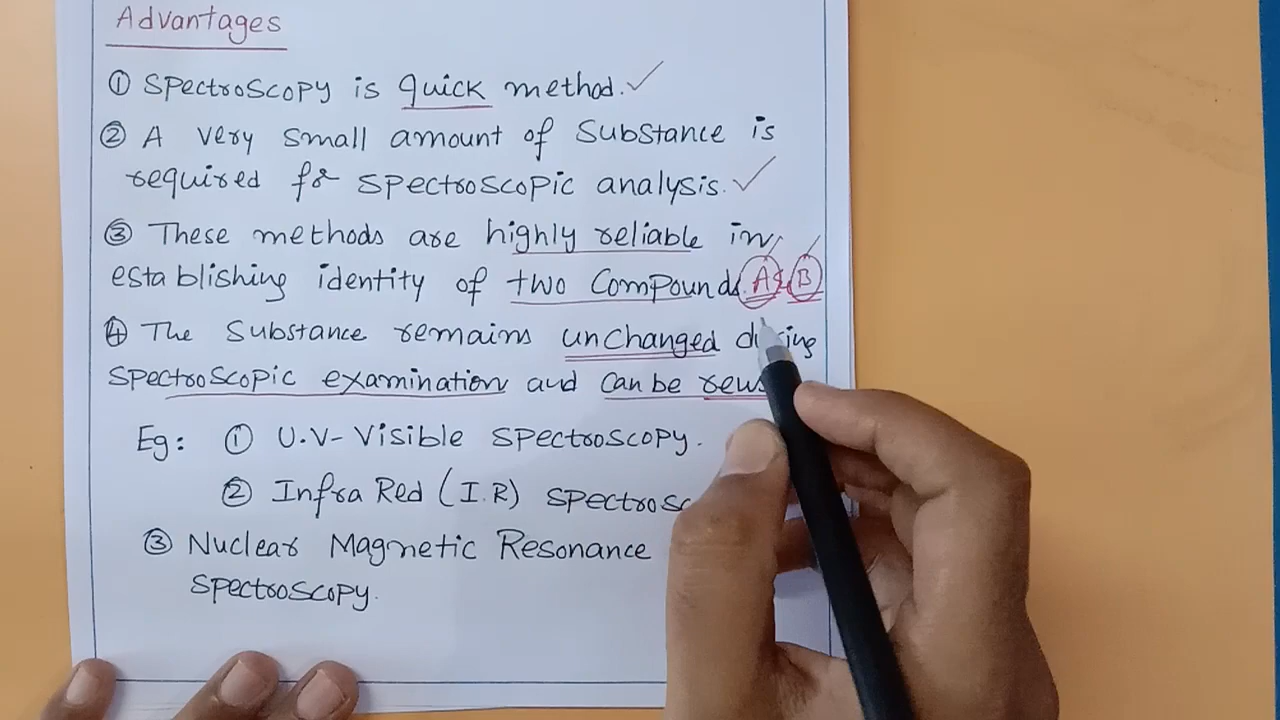 Advantages
① Spectroscopy is quick method.
② A very small amount of Substance is
required for Spectroscopic analysis.
③ These methods are highly reliable in
establishing identity of two Compounds. A & B
④ The Substance remains unchanged during
Spectroscopic examination and can be
Eg: ① U.V-Visible Spectroscopy.
② Infra Red (I.R)
③ Nuclear Magnetic Resonance
Spectroscopy.